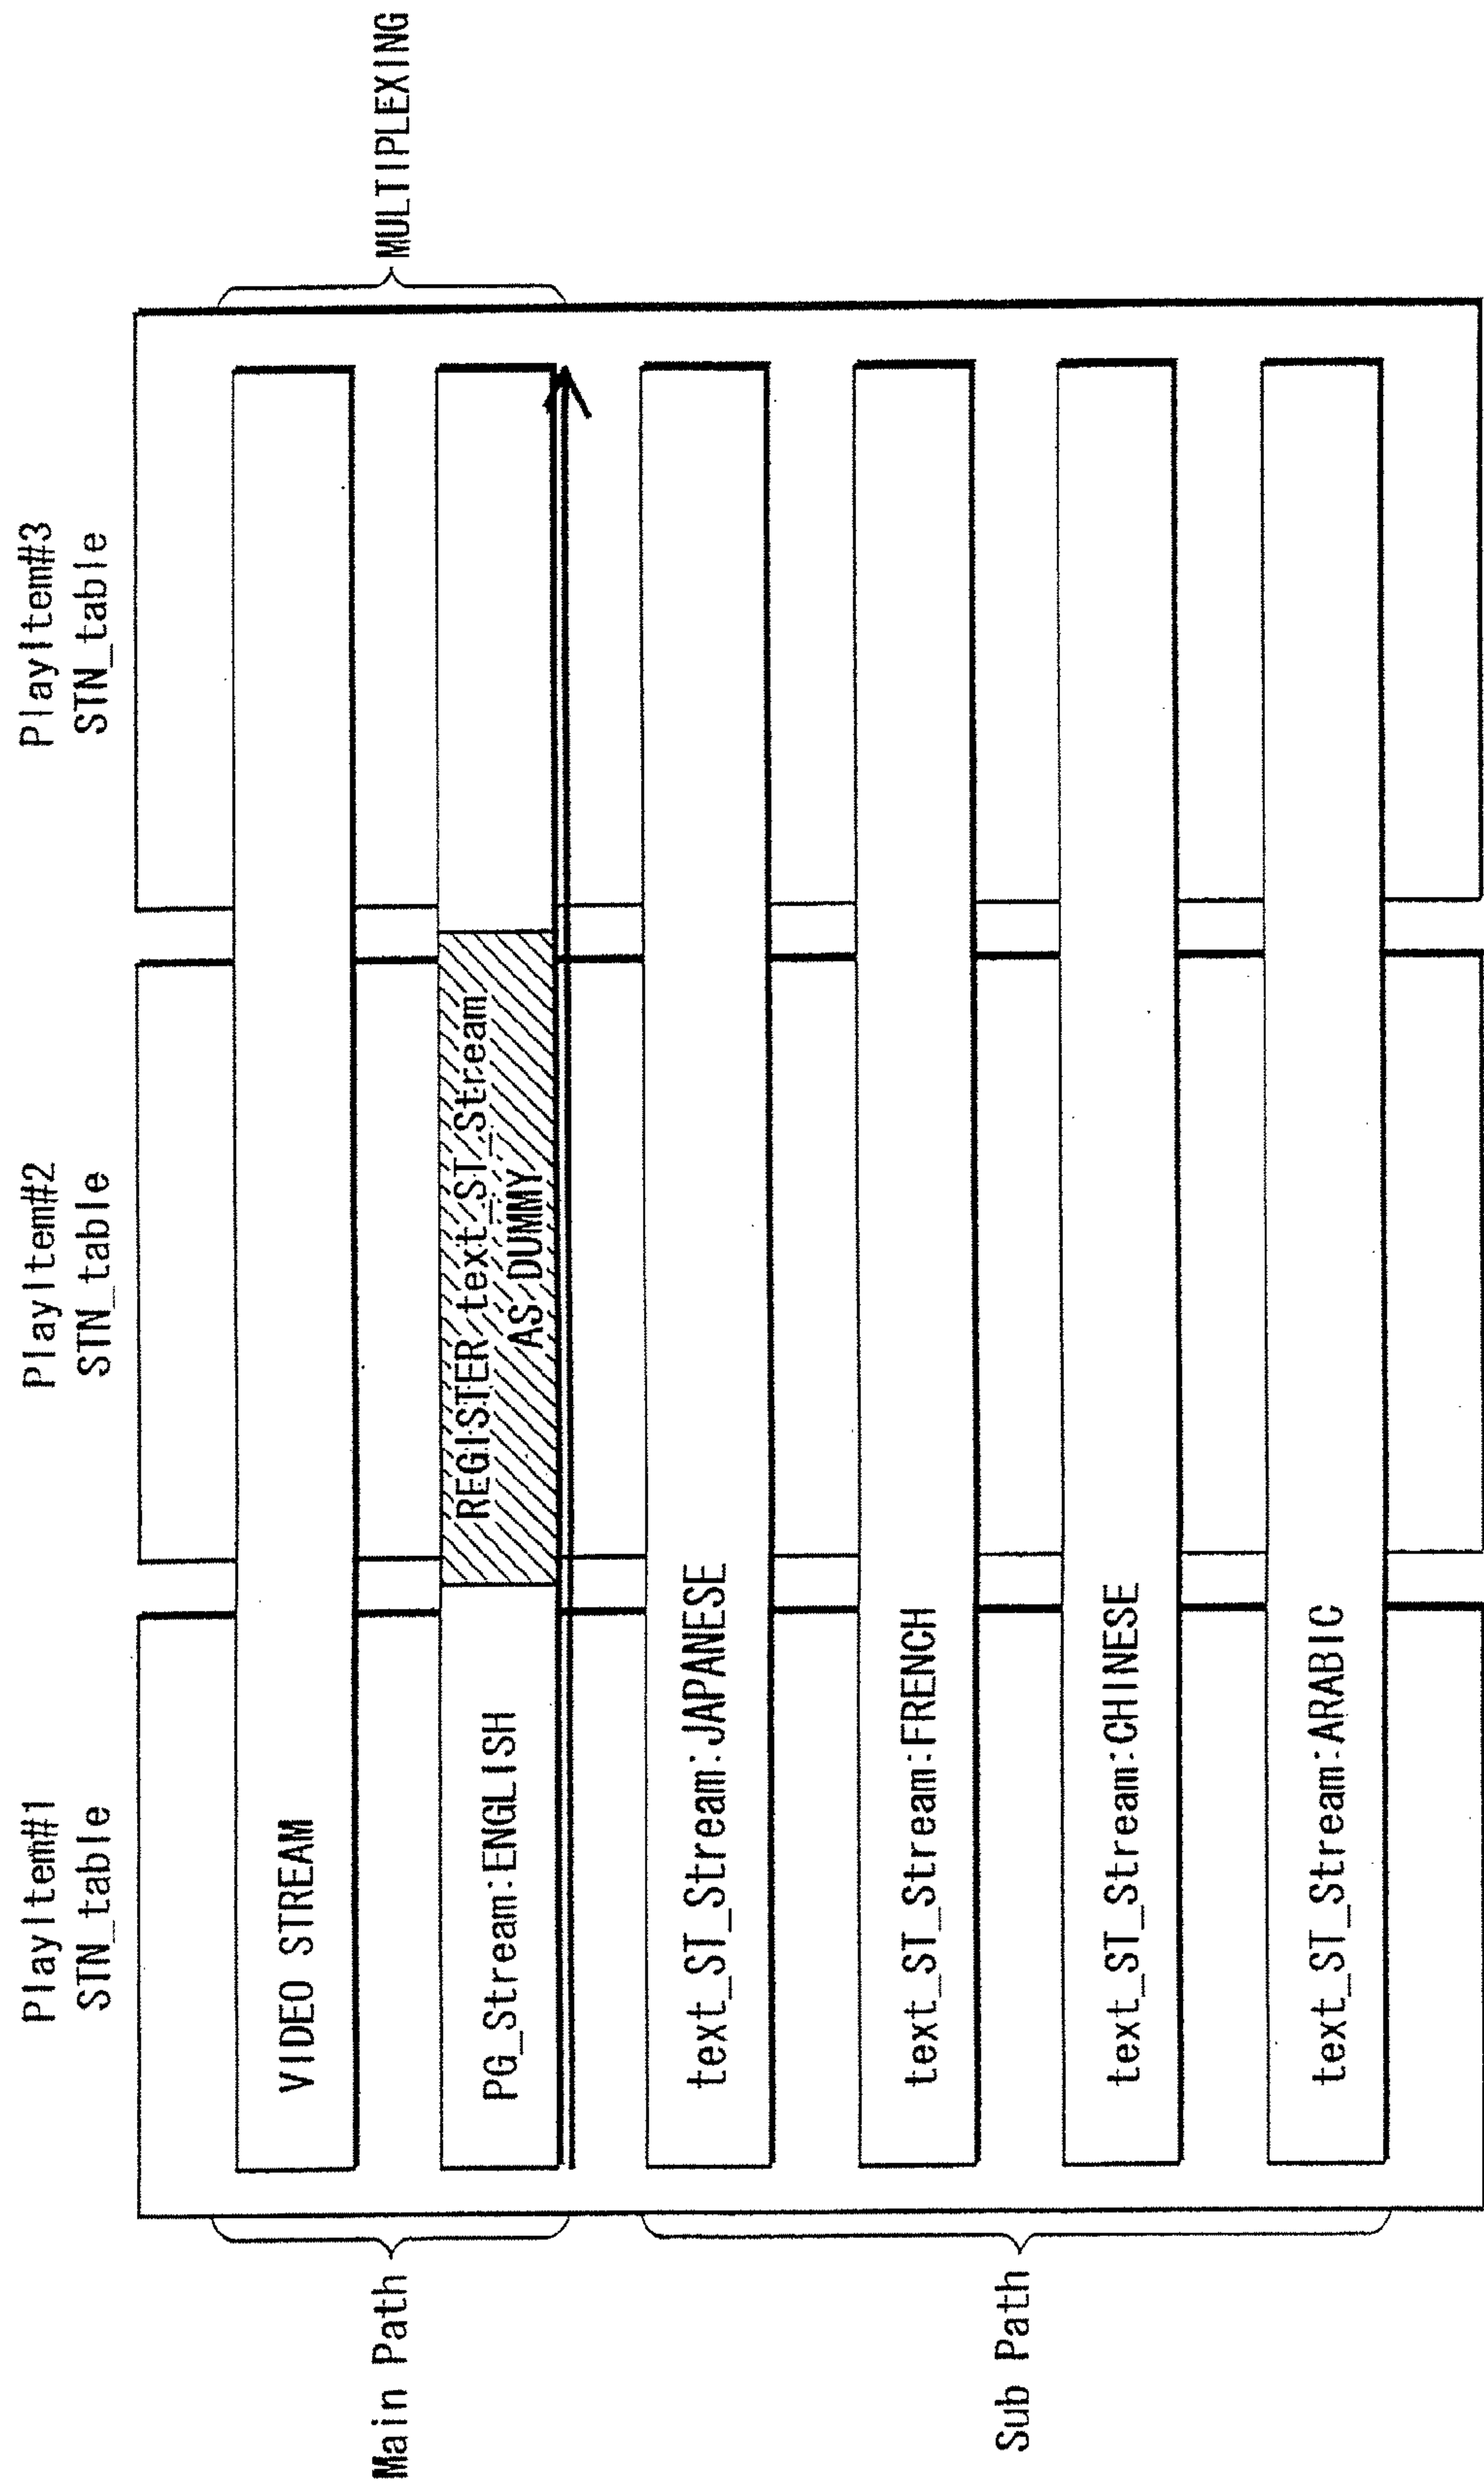 PlayItem#1
STN_table
PlayItem#2
STN_table
PlayItem#3
STN_table
Main Path
VIDEO STREAM
PG_Stream:ENGLISH
REGISTER text_ST_Stream
AS DUMMY
MULTIPLEXING
Sub Path
text_ST_Stream:JAPANESE
text_ST_Stream:FRENCH
text_ST_Stream:CHINESE
text_ST_Stream:ARABIC